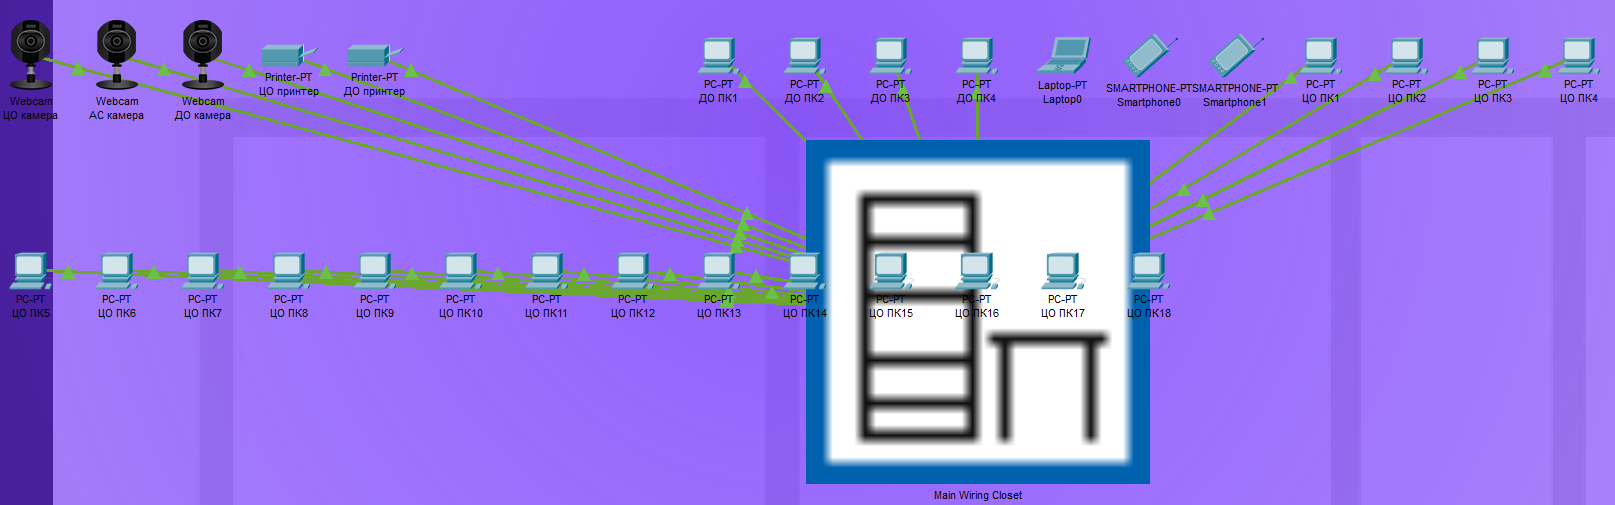 Webcam
ЦО камера
Webcam
АС камера
Webcam
ДО камера
Printer-PT
ЦО принтер
Printer-PT
ДО принтер
PC-PT
ДО ПК1
PC-PT
ДО ПК2
PC-PT
ДО ПК3
PC-PT
ДО ПК4
Laptop-PT
Laptop0
SMARTPHONE-PT
Smartphone0
SMARTPHONE-PT
Smartphone1
PC-PT
ЦО ПК1
PC-PT
ЦО ПК2
PC-PT
ЦО ПК3
PC-PT
ЦО ПК4
PC-PT
ЦО ПК5
PC-PT
ЦО ПК6
PC-PT
ЦО ПК7
PC-PT
ЦО ПК8
PC-PT
ЦО ПК9
PC-PT
ЦО ПК10
PC-PT
ЦО ПК11
PC-PT
ЦО ПК12
PC-PT
ЦО ПК13
PC-PT
ЦО ПК14
PC-PT
ЦО ПК15
PC-PT
ЦО ПК16
PC-PT
ЦО ПК17
PC-PT
ЦО ПК18
Main Wiring Closet